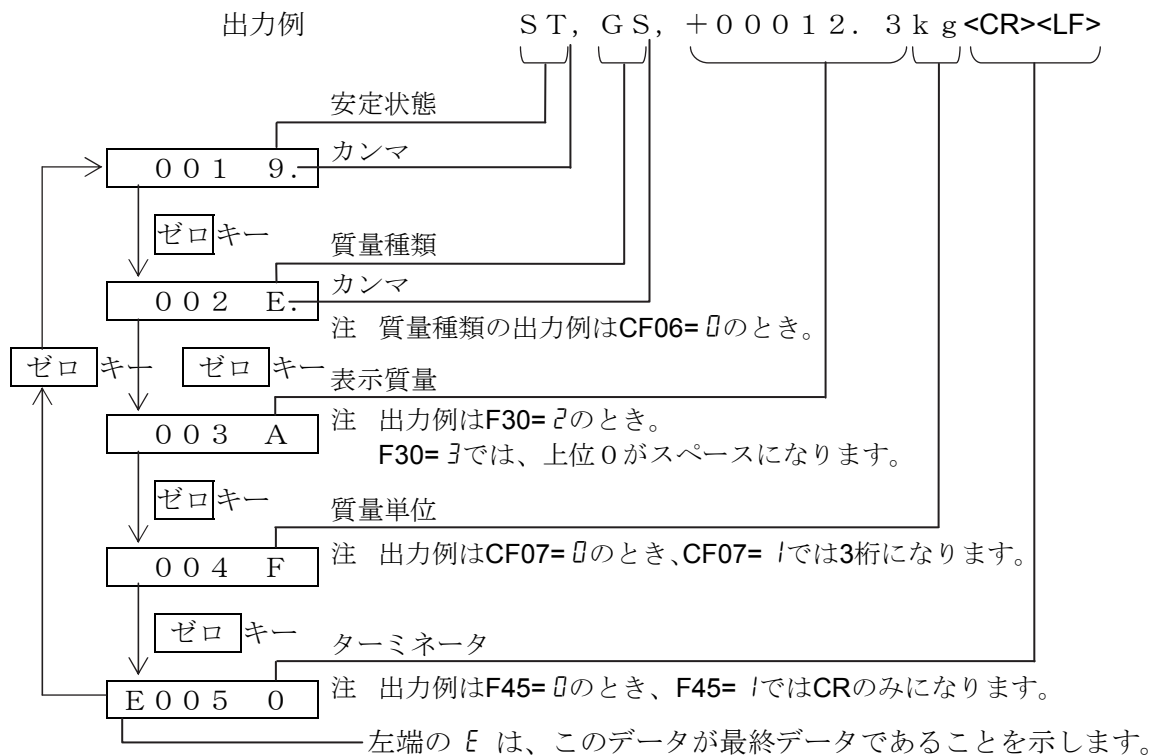 出力例　ＳＴ，ＧＳ，＋０００１２．３ｋｇ<CR><LF>
安定状態
カンマ
００１　９．
ゼロ キー
質量種類
カンマ
００２　Ｅ．
注　質量種類の出力例はCF06= 0のとき。
ゼロ キー　ゼロ キー
表示質量
００３　Ａ
注　出力例はF30= 2のとき。
F30= 3では、上位０がスペースになります。
ゼロ キー
質量単位
００４　Ｆ
注　出力例はCF07= 0のとき、CF07= 1では3桁になります。
ゼロ キー
ターミネータ
Ｅ００５　０
注　出力例はF45= 0のとき、F45= 1ではCRのみになります。
左端の E は、このデータが最終データであることを示します。